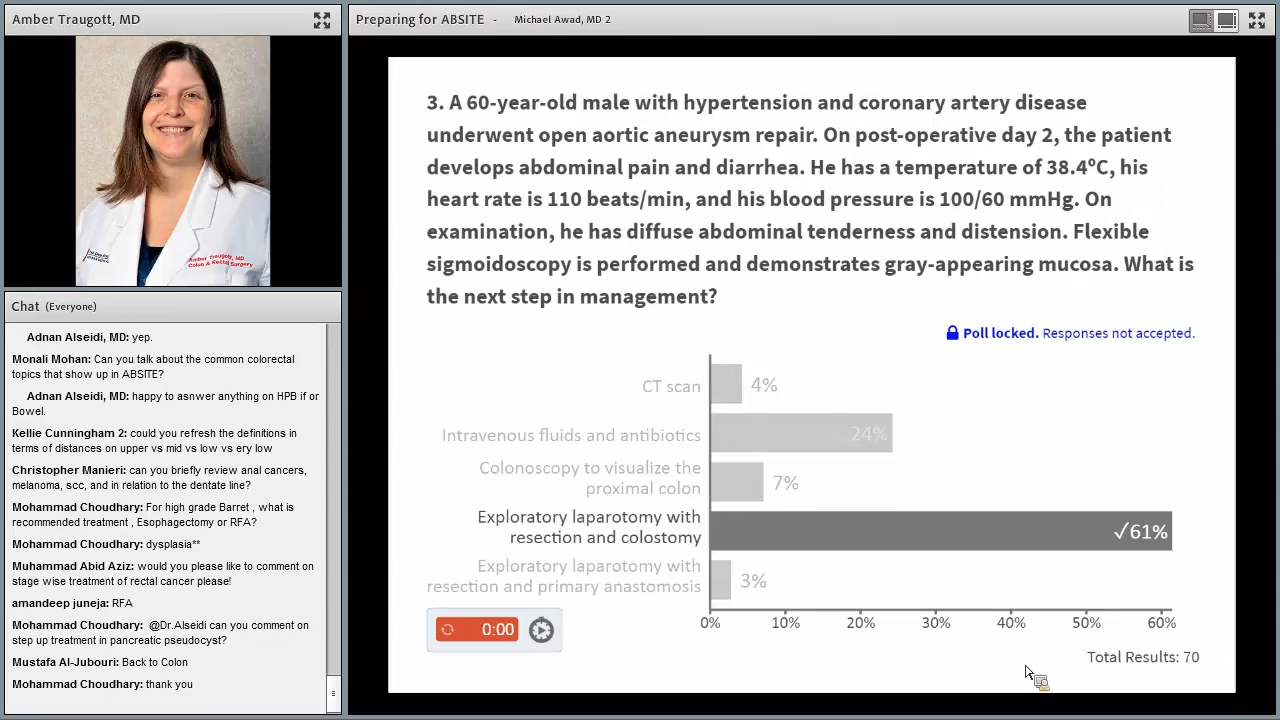 Amber Traugott, MD
Amber Traugott, MD
Colon & Rectal Surgery
Chat (Everyone)
Adnan Alseidi, MD: yep.
Monali Mohan: Can you talk about the common colorectal
topics that show up in ABSITE?
Adnan Alseidi, MD: happy to asnwer anything on HPB if or
Bowel.
Kellie Cunningham 2: could you refresh the definitions in
terms of distances on upper vs mid vs low vs ery low
Christopher Manieri: can you briefly review anal cancers,
melanoma, scc, and in relation to the dentate line?
Mohammad Choudhary: For high grade Barret , what is
recommended treatment , Esophagectomy or RFA?
Mohammad Choudhary: dysplasia**
Muhammad Abid Aziz: would you please like to comment on
stage wise treatment of rectal cancer please!
amandeep juneja: RFA
Mohammad Choudhary: @Dr.Alseidi can you comment on
step up treatment in pancreatic pseudocyst?
Mustafa Al-Jubouri: Back to Colon
Mohammad Choudhary: thank you
Preparing for ABSITE - Michael Awad, MD 2
3. A 60-year-old male with hypertension and coronary artery disease
underwent open aortic aneurysm repair. On post-operative day 2, the patient
develops abdominal pain and diarrhea. He has a temperature of 38.4ºC, his
heart rate is 110 beats/min, and his blood pressure is 100/60 mmHg. On
examination, he has diffuse abdominal tenderness and distension. Flexible
sigmoidoscopy is performed and demonstrates gray-appearing mucosa. What is
the next step in management?
Poll locked. Responses not accepted.
CT scan 4%
Intravenous fluids and antibiotics 24%
Colonoscopy to visualize the
proximal colon 7%
Exploratory laparotomy with
resection and colostomy ✓61%
Exploratory laparotomy with
resection and primary anastomosis 3%
0% 10% 20% 30% 40% 50% 60%
0:00
Total Results: 70